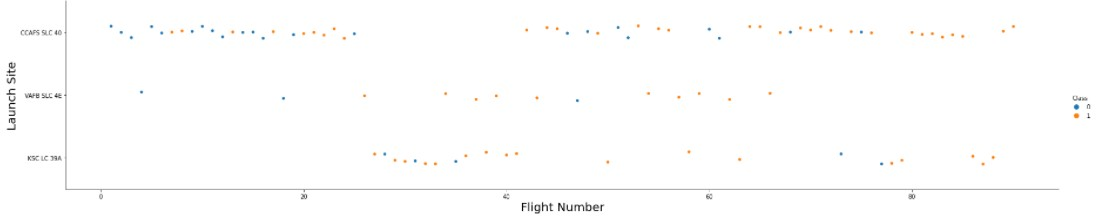 CCAFS SLC 40
VAFB SLC 4E
KSC LC 39A
Launch Site
0 20 40 60 80
Flight Number
Class
0
1